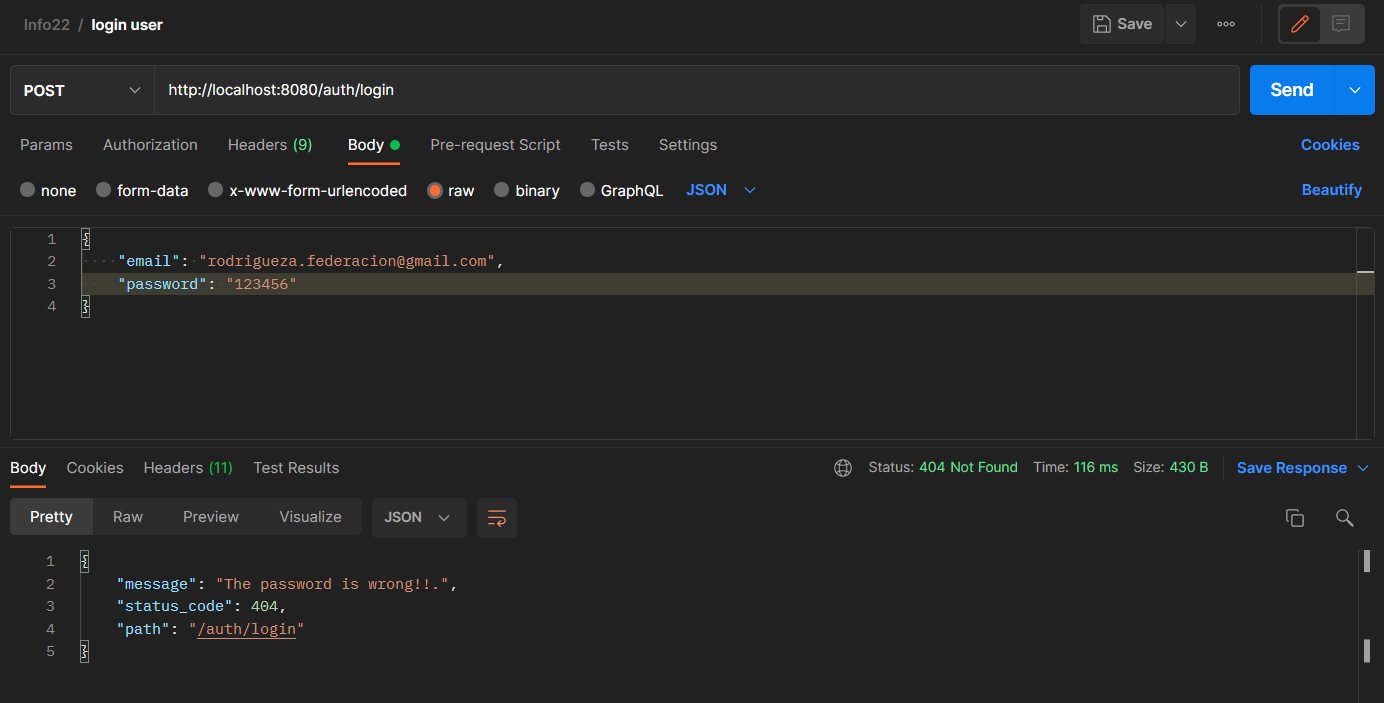 Info22 / login user
Save
POST
http://localhost:8080/auth/login
Send
Params Authorization Headers (9) Body Pre-request Script Tests Settings Cookies
none form-data x-www-form-urlencoded raw binary GraphQL JSON Beautify
1 {
2 "email": "rodrigueza.federacion@gmail.com",
3 "password": "123456"
4 }
Body Cookies Headers (11) Test Results Status: 404 Not Found Time: 116 ms Size: 430 B Save Response
Pretty Raw Preview Visualize JSON
1 {
2 "message": "The password is wrong!!.",
3 "status_code": 404,
4 "path": "/auth/login"
5 }